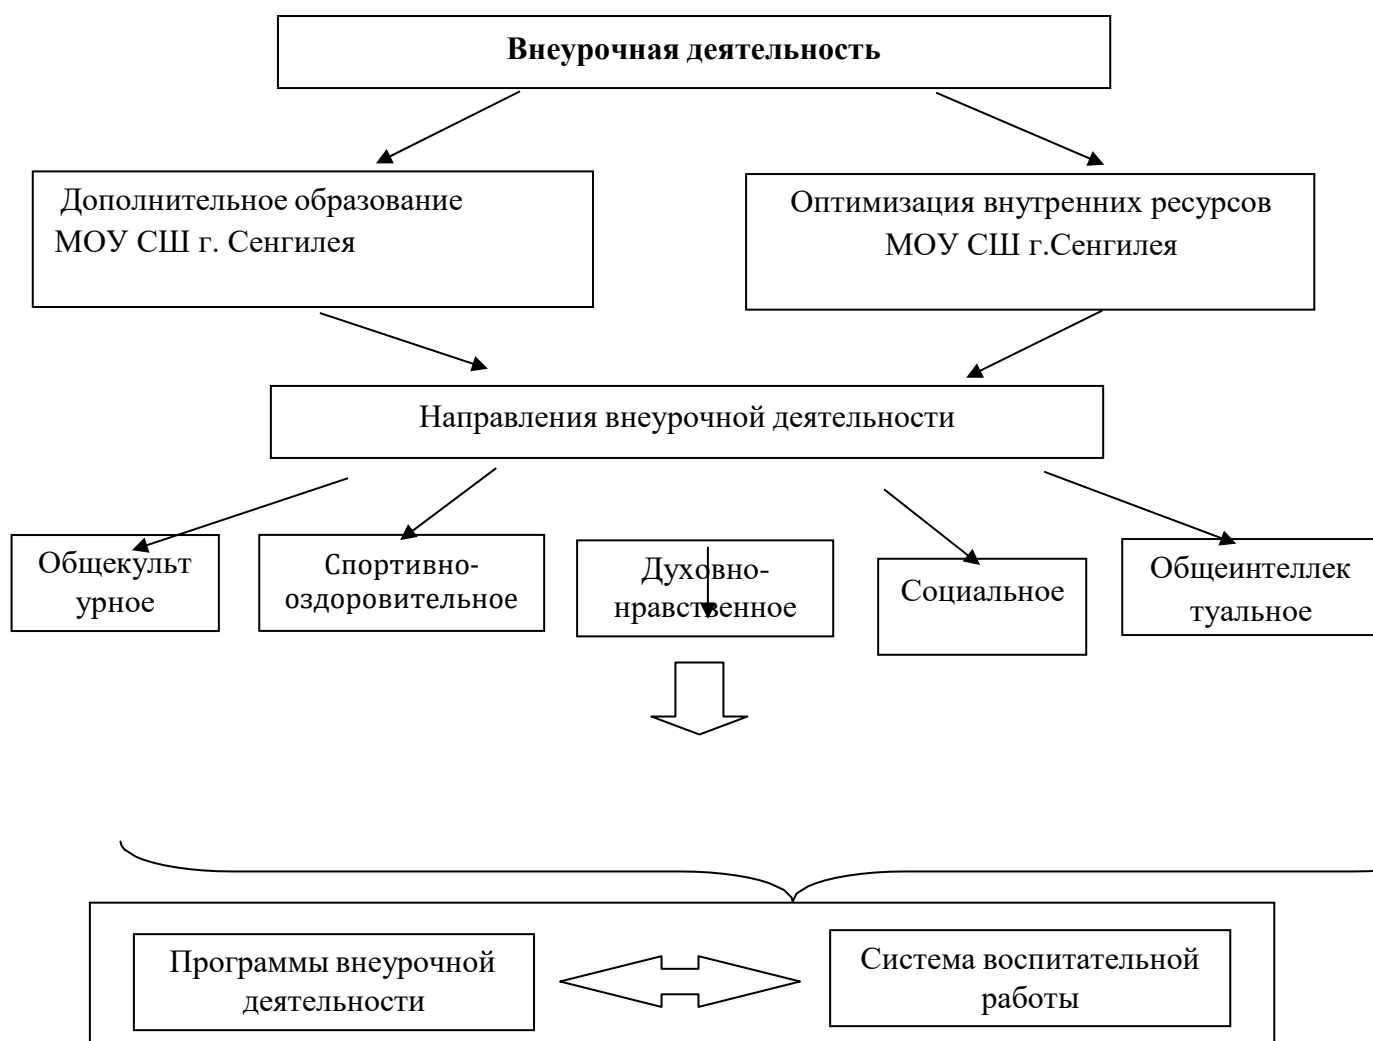 Внеурочная деятельность
Дополнительное образование
МОУ СШ г. Сенгилея
Оптимизация внутренних ресурсов
МОУ СШ г.Сенгилея
Направления внеурочной деятельности
Общекульт
урное
Спортивно-
оздоровительное
Духовно-
нравственное
Социальное
Общеинтеллек
туальное
Программы внеурочной
деятельности
Система воспитательной
работы